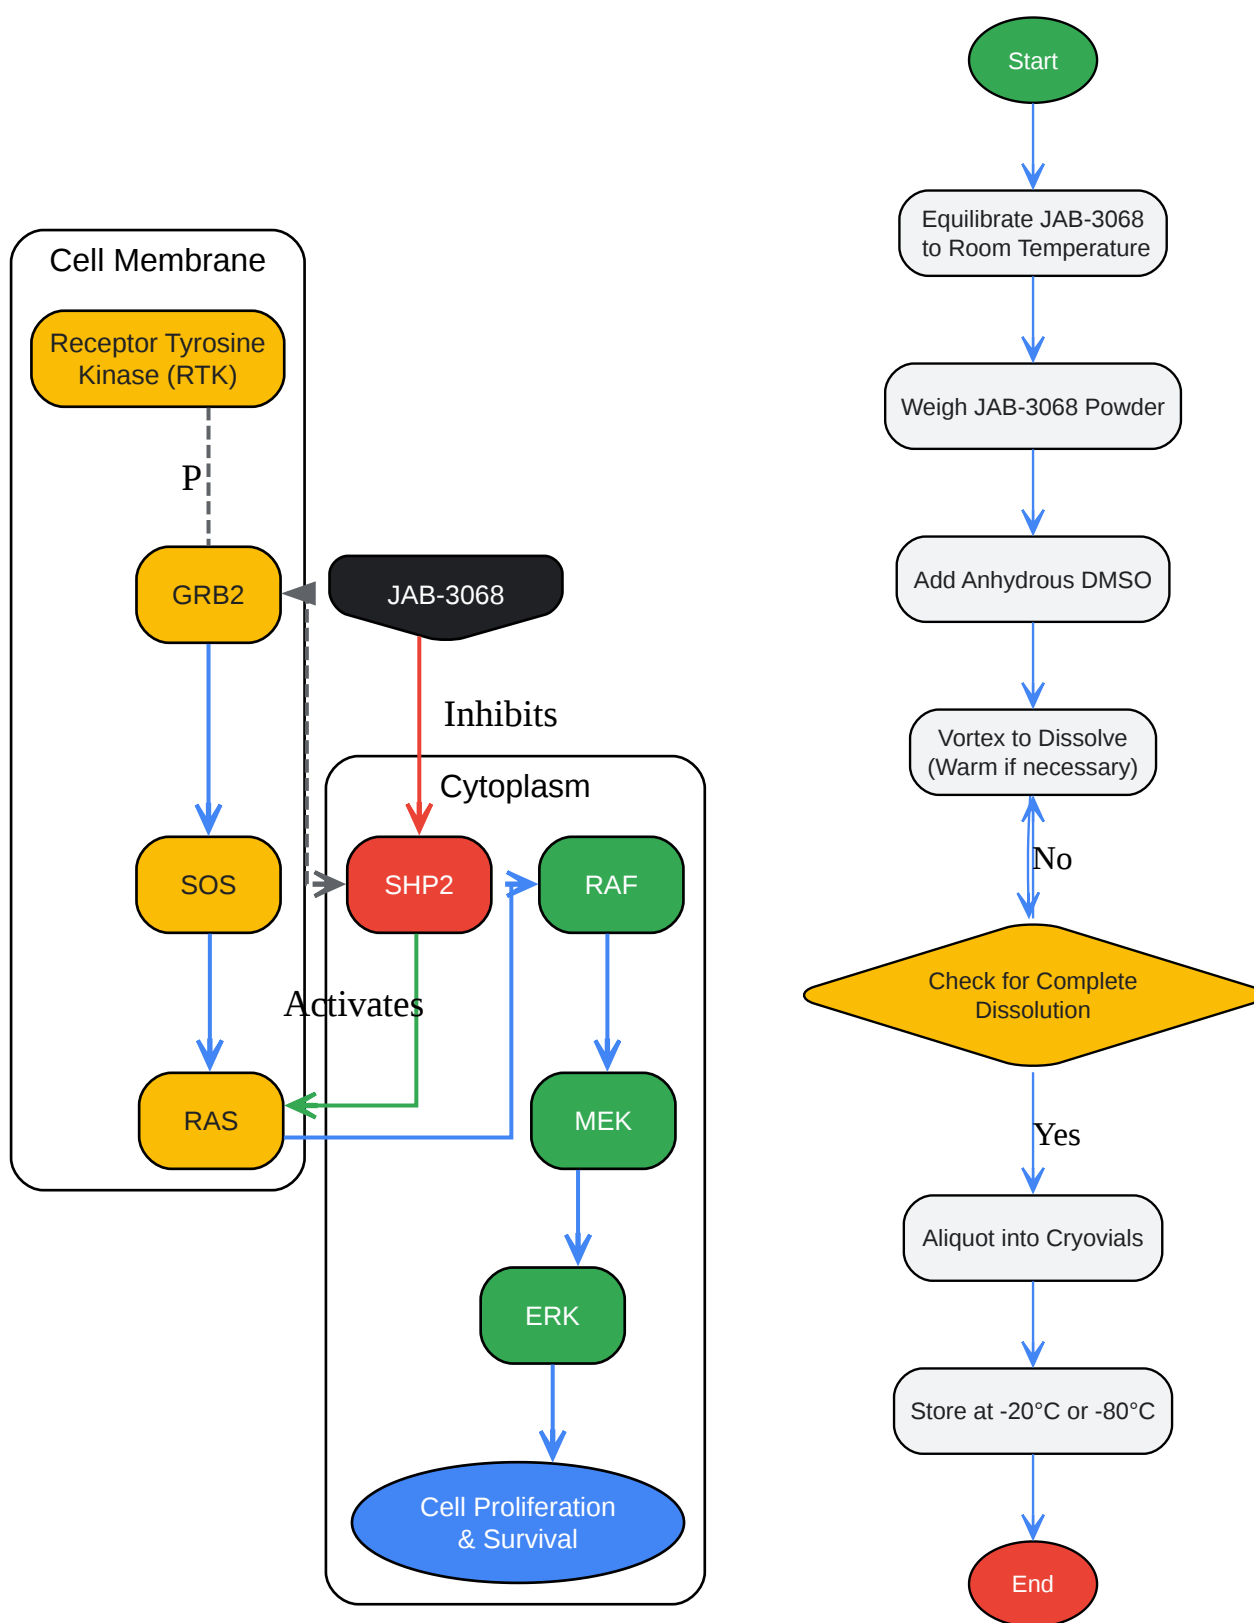 Cell Membrane
Receptor Tyrosine
Kinase (RTK)
P
GRB2
JAB-3068
Inhibits
Cytoplasm
SOS
SHP2
RAF
Activates
RAS
MEK
ERK
Cell Proliferation
& Survival
Start
Equilibrate JAB-3068
to Room Temperature
Weigh JAB-3068 Powder
Add Anhydrous DMSO
Vortex to Dissolve
(Warm if necessary)
No
Check for Complete
Dissolution
Yes
Aliquot into Cryovials
Store at -20°C or -80°C
End